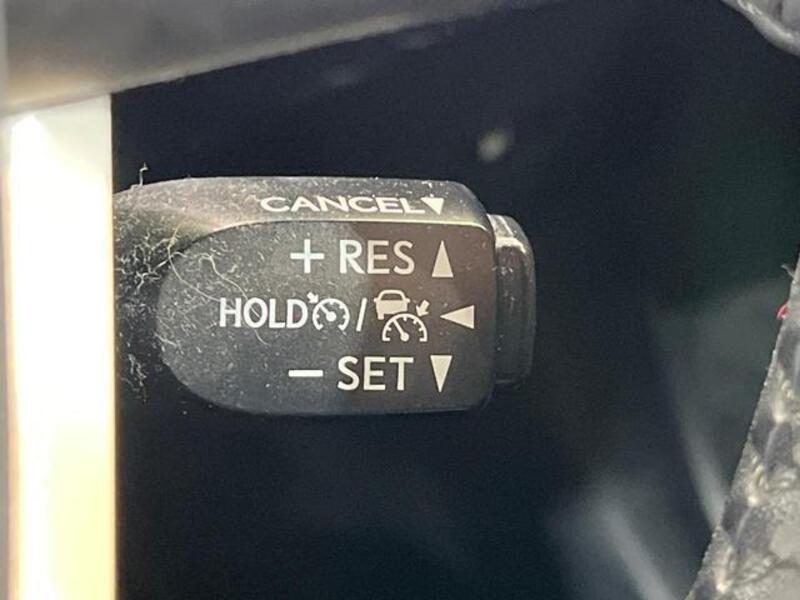 CANCEL▼
+ RES ▲
HOLD / ◀
− SET ▼